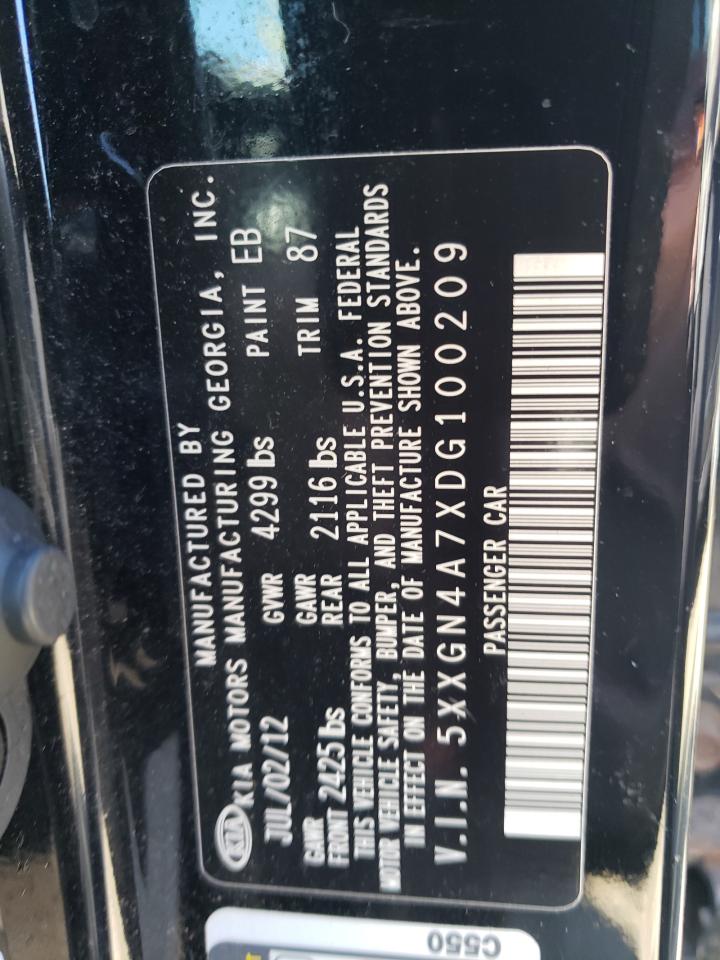 MANUFACTURED BY
KIA KIA MOTORS MANUFACTURING GEORGIA, INC.
JUL/02/12 GVWR 4299 lbs PAINT EB
GAWR FRONT 2425 lbs GAWR REAR 2116 lbs TRIM 87
THIS VEHICLE CONFORMS TO ALL APPLICABLE U.S.A. FEDERAL
MOTOR VEHICLE SAFETY, BUMPER, AND THEFT PREVENTION STANDARDS
IN EFFECT ON THE DATE OF MANUFACTURE SHOWN ABOVE.
V.I.N. 5XXGN4A7XDG100209
PASSENGER CAR
C550